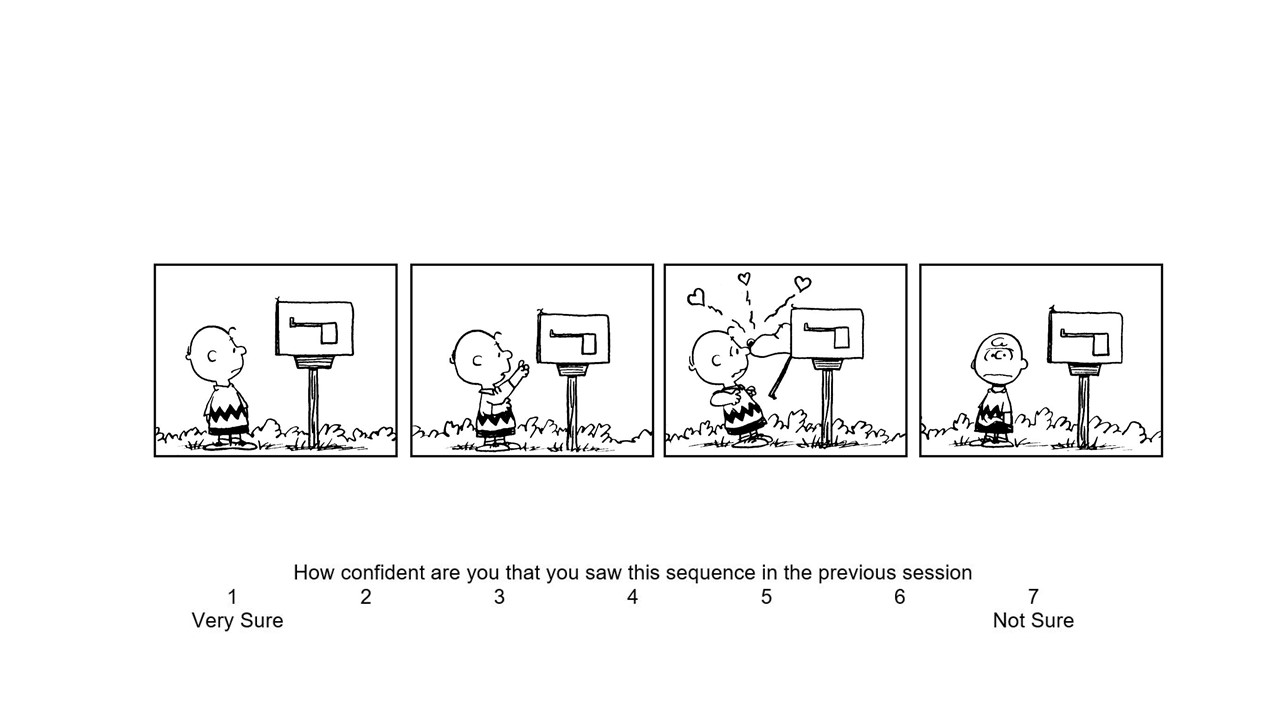 How confident are you that you saw this sequence in the previous session
1 2 3 4 5 6 7
Very Sure Not Sure